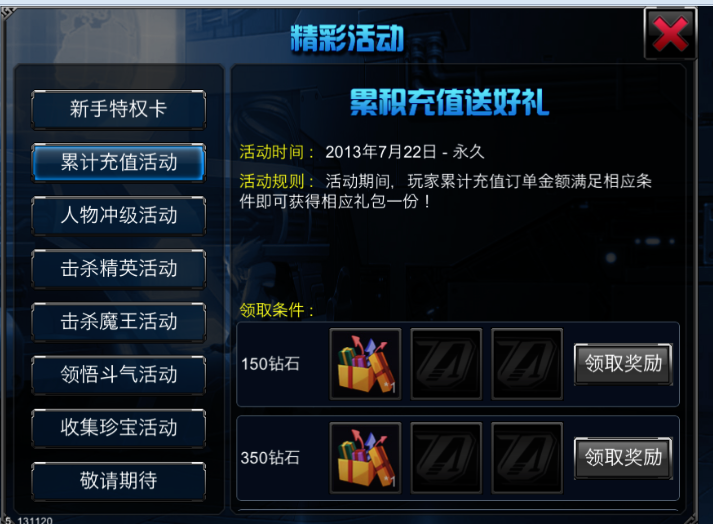 精彩活动
新手特权卡
累计充值活动
人物冲级活动
击杀精英活动
击杀魔王活动
领悟斗气活动
收集珍宝活动
敬请期待
累积充值送好礼
活动时间： 2013年7月22日 - 永久
活动规则： 活动期间, 玩家累计充值订单金额满足相应条
件即可获得相应礼包一份！
领取条件：
150钻石 1 领取奖励
350钻石 1 领取奖励
5. 131120